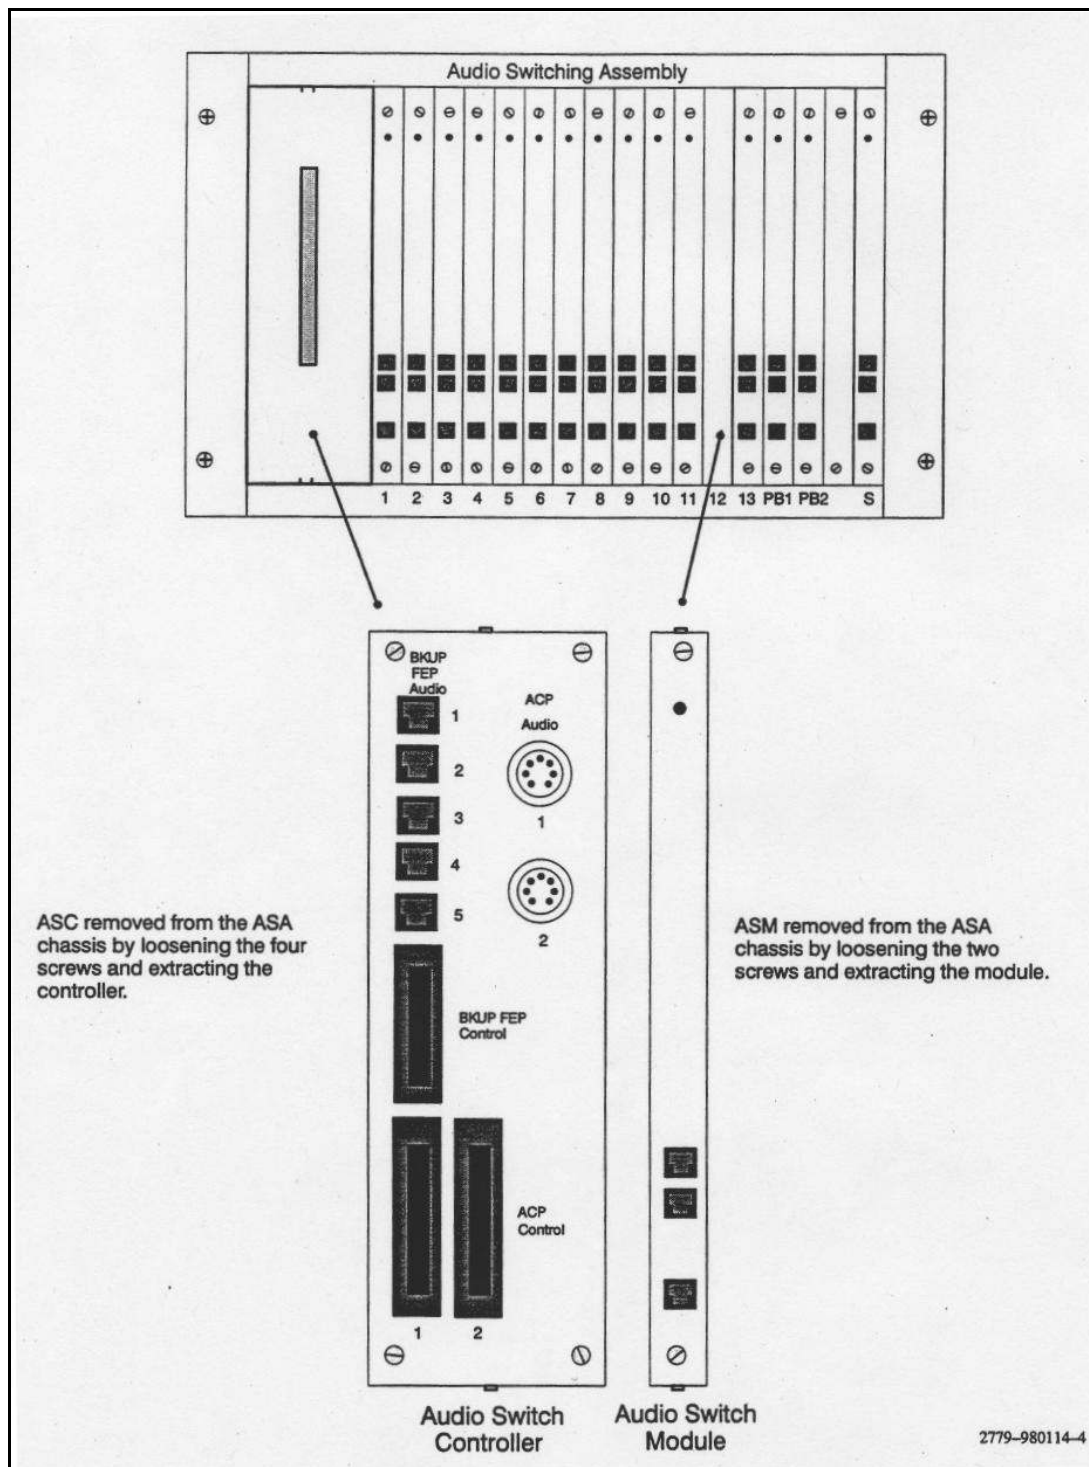 Audio Switching Assembly
1 2 3 4 5 6 7 8 9 10 11 12 13 PB1 PB2 S
BKUP
FEP
Audio
1
2
3
4
5
ACP
Audio
1
2
BKUP FEP
Control
ACP
Control
1 2
ASC removed from the ASA
chassis by loosening the four
screws and extracting the
controller.
ASM removed from the ASA
chassis by loosening the two
screws and extracting the module.
Audio Switch
Controller
Audio Switch
Module
2779–980114–4